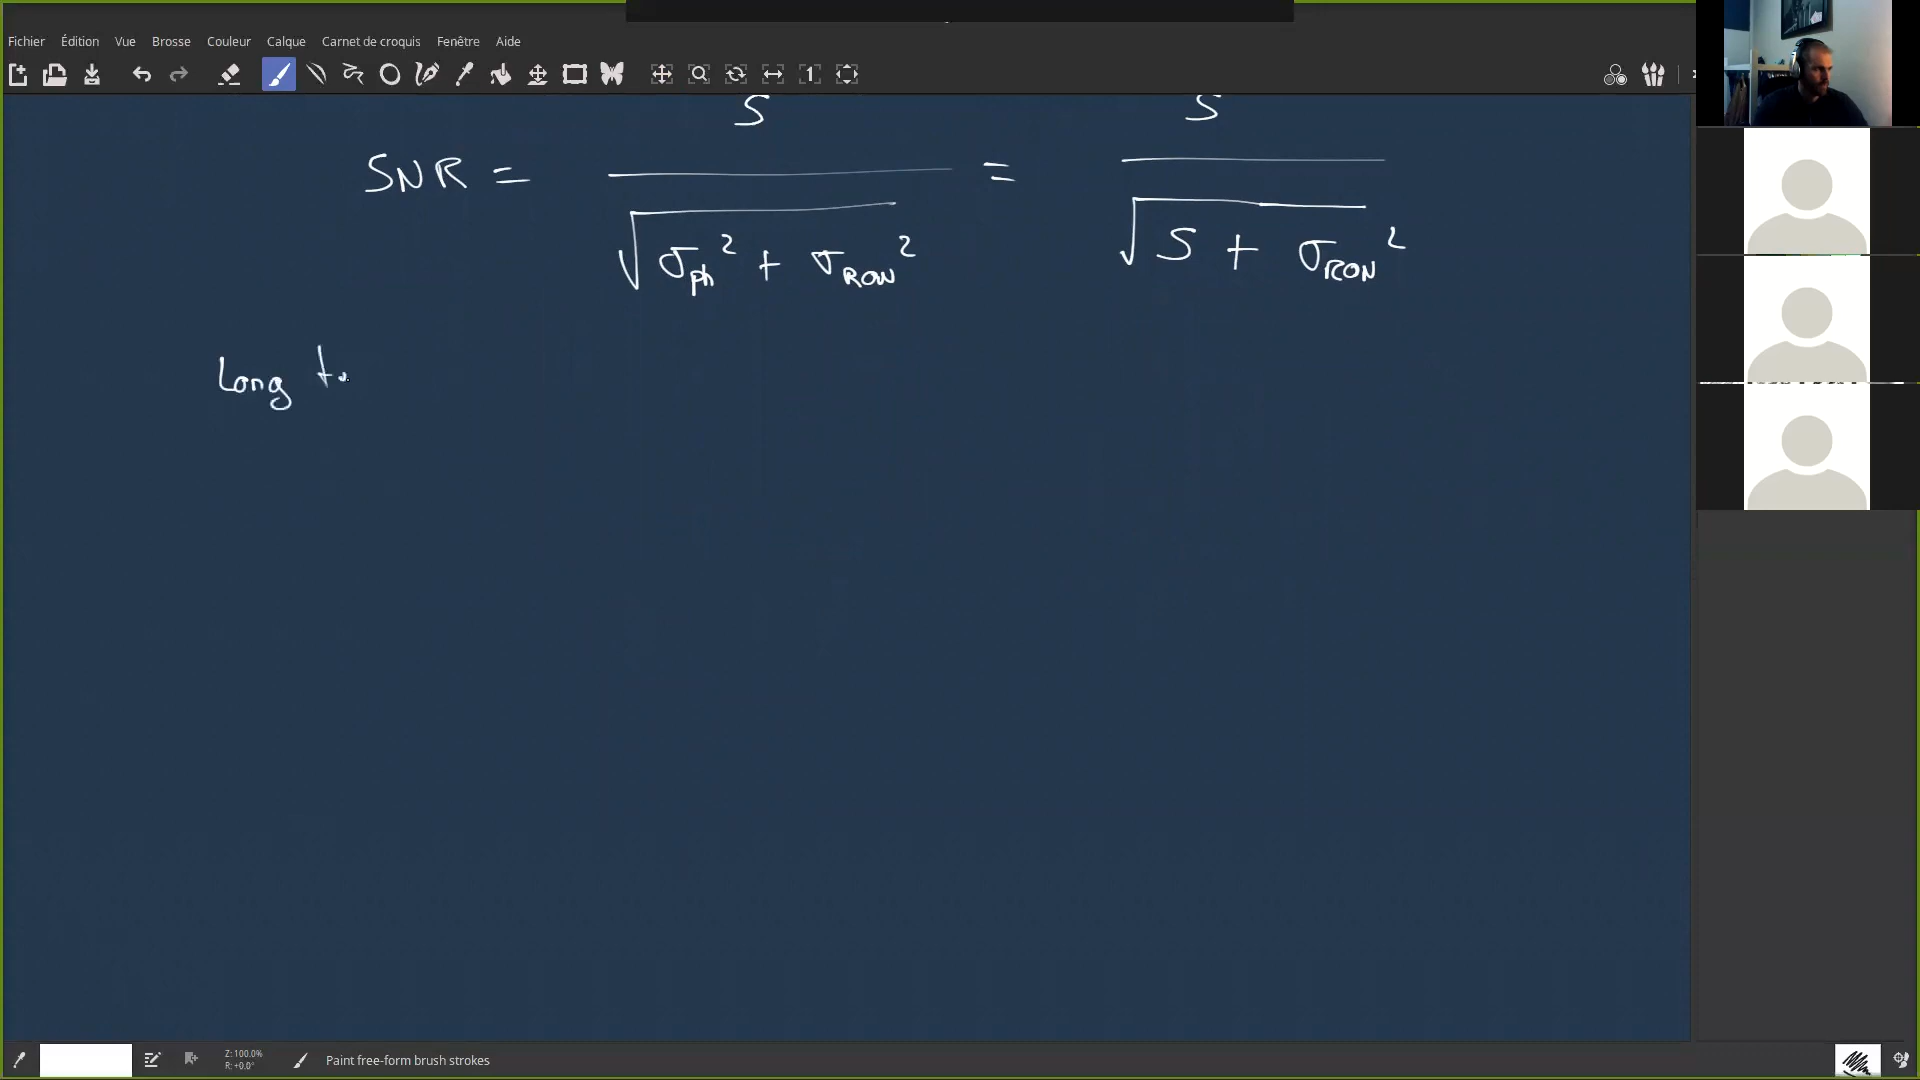 Fichier Édition Vue Brosse Couleur Calque Carnet de croquis Fenêtre Aide
S S
SNR = ——— = ———
√σph² + σRON² √S + σRON²
Long t
Z: 100.0%
R: +0.0°
Paint free-form brush strokes